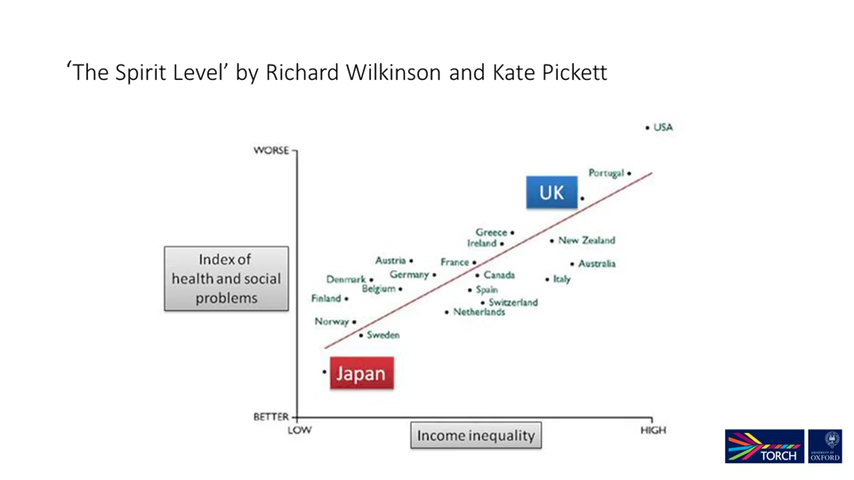 ‘The Spirit Level’ by Richard Wilkinson and Kate Pickett
USA
WORSE
Portugal
UK
Greece
Ireland
New Zealand
Index of
health and social
problems
Austria
France
Australia
Denmark
Germany
Canada
Italy
Belgium
Spain
Finland
Switzerland
Netherlands
Norway
Sweden
Japan
BETTER
LOW
Income inequality
HIGH
TORCH
UNIVERSITY OF
OXFORD